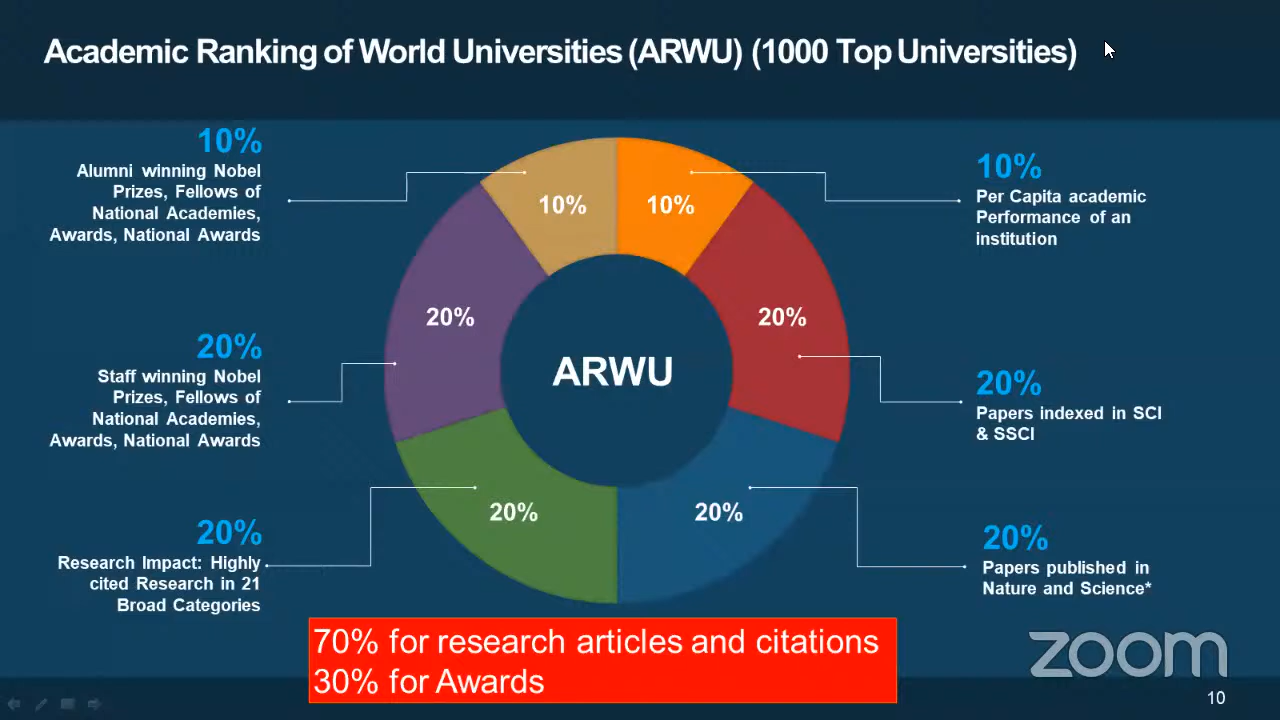 Academic Ranking of World Universities (ARWU) (1000 Top Universities)
10%
Alumni winning Nobel
Prizes, Fellows of
National Academies,
Awards, National Awards
20%
Staff winning Nobel
Prizes, Fellows of
National Academies,
Awards, National Awards
20%
Research Impact: Highly
cited Research in 21
Broad Categories
10%
10%
20%
20%
20%
20%
ARWU
10%
Per Capita academic
Performance of an
institution
20%
Papers indexed in SCI
& SSCI
20%
Papers published in
Nature and Science*
70% for research articles and citations
30% for Awards
zoom
10